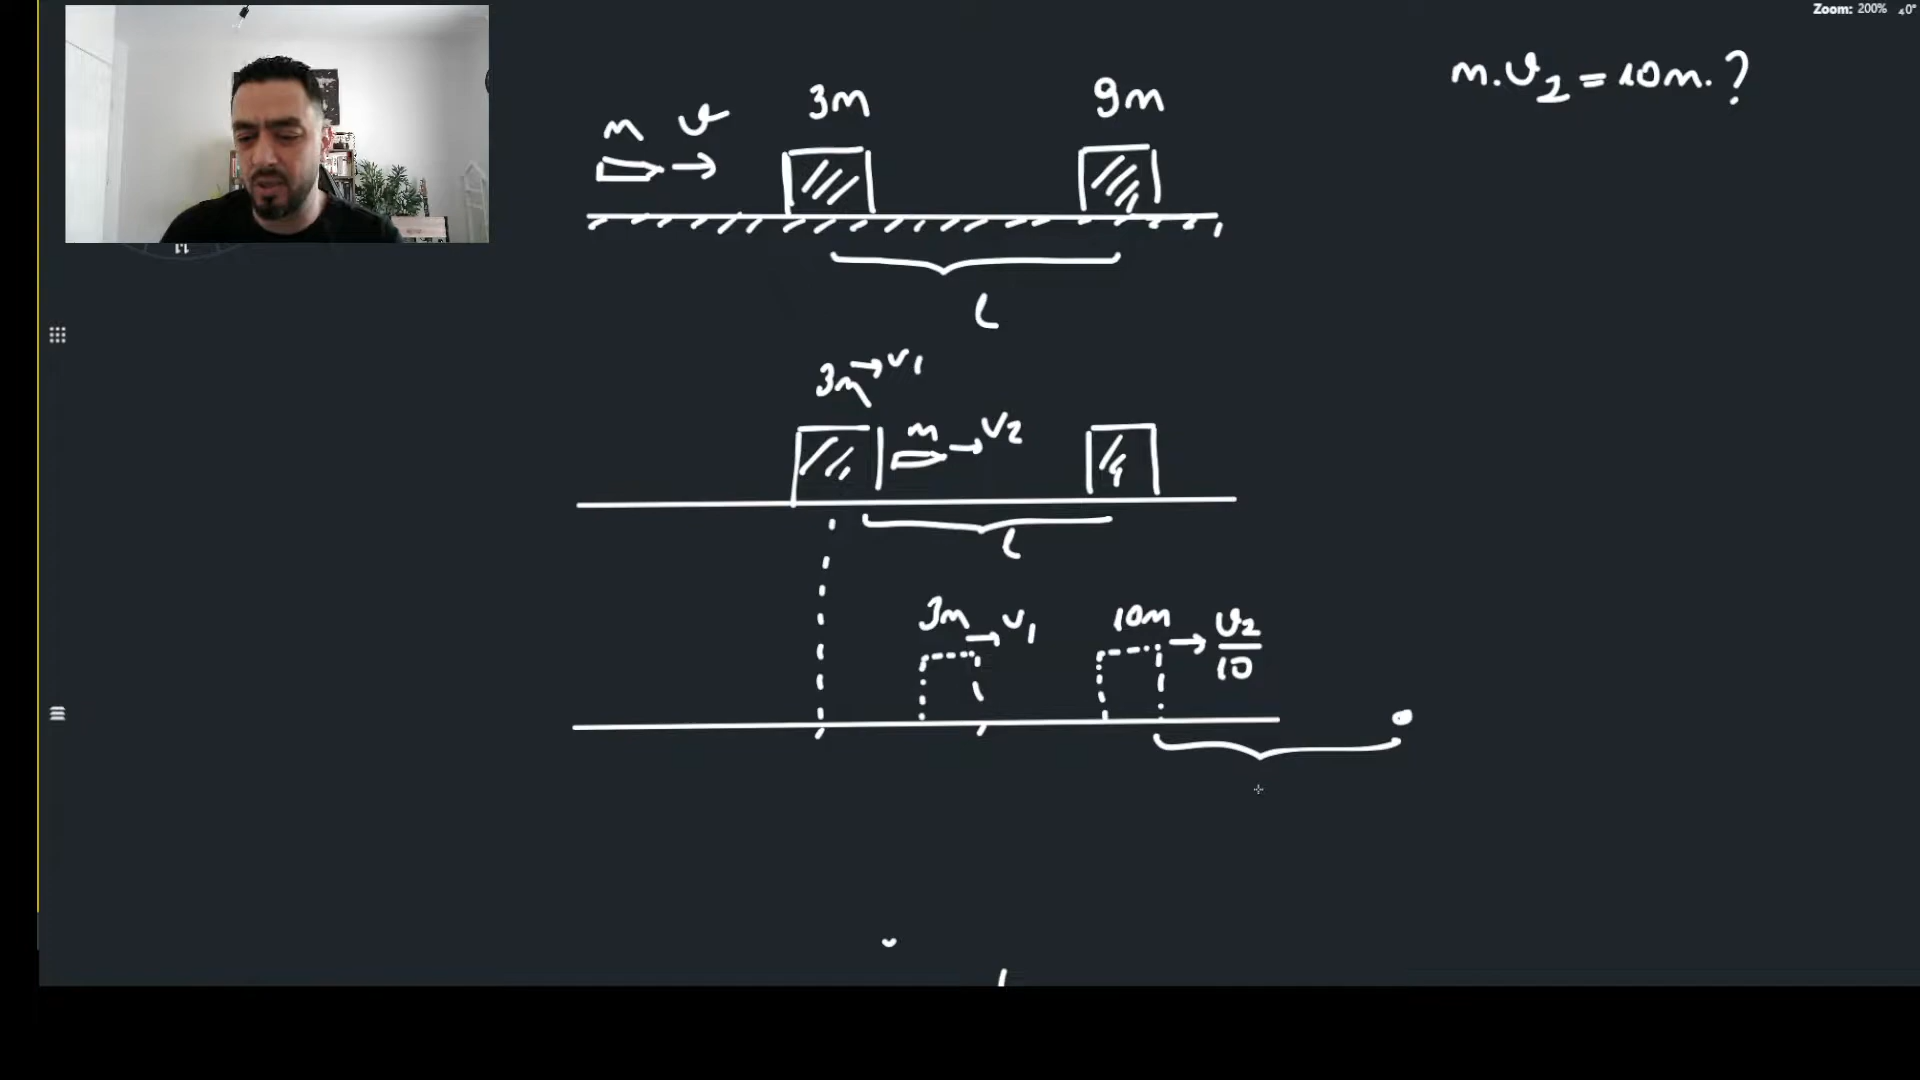 Zoom: 200%
m.v₂ = 10m.?
m v
3m
9m
l
3m → v₁
m → v₂
l
3m → v₁
10m → v₂/10